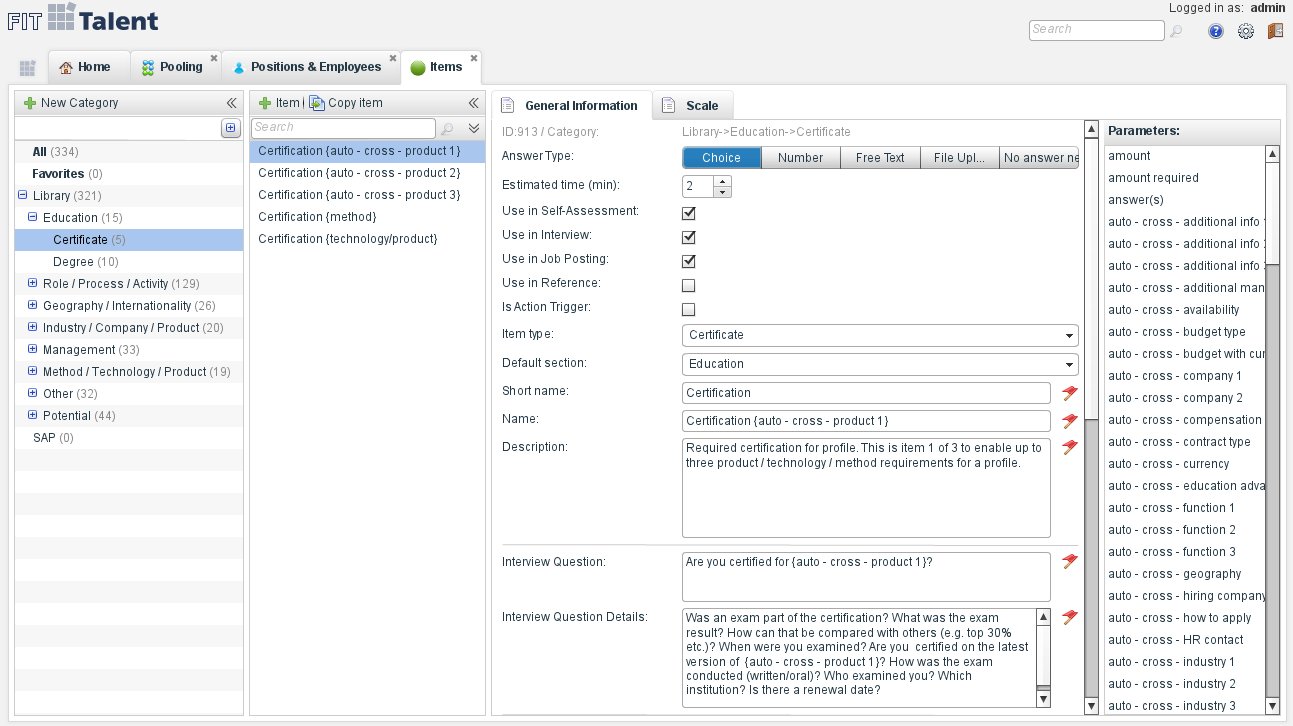 FIT Talent
Logged in as: admin
Search
Home
Pooling
Positions & Employees
Items
New Category
All (334)
Favorites (0)
Library (321)
Education (15)
Certificate (5)
Degree (10)
Role / Process / Activity (129)
Geography / Internationality (26)
Industry / Company / Product (20)
Management (33)
Method / Technology / Product (19)
Other (32)
Potential (44)
SAP (0)
Item
Copy item
Search
Certification {auto - cross - product 1}
Certification {auto - cross - product 2}
Certification {auto - cross - product 3}
Certification {method}
Certification {technology/product}
General Information
Scale
ID:913 / Category: Library->Education->Certificate
Answer Type: Choice Number Free Text File Upl... No answer ne
Estimated time (min): 2
Use in Self-Assessment:
Use in Interview:
Use in Job Posting:
Use in Reference:
Is Action Trigger:
Item type: Certificate
Default section: Education
Short name: Certification
Name: Certification {auto - cross - product 1}
Description: Required certification for profile. This is item 1 of 3 to enable up to
three product / technology / method requirements for a profile.
Interview Question: Are you certified for {auto - cross - product 1}?
Interview Question Details: Was an exam part of the certification? What was the exam
result? How can that be compared with others (e.g. top 30%
etc.)? When were you examined? Are you certified on the latest
version of {auto - cross - product 1}? How was the exam
conducted (written/oral)? Who examined you? Which
institution? Is there a renewal date?
Parameters:
amount
amount required
answer(s)
auto - cross - additional info
auto - cross - additional info
auto - cross - additional info
auto - cross - additional man
auto - cross - availability
auto - cross - budget type
auto - cross - budget with cur
auto - cross - company 1
auto - cross - company 2
auto - cross - compensation
auto - cross - contract type
auto - cross - currency
auto - cross - education adva
auto - cross - function 1
auto - cross - function 2
auto - cross - function 3
auto - cross - geography
auto - cross - hiring company
auto - cross - how to apply
auto - cross - HR contact
auto - cross - industry 1
auto - cross - industry 2
auto - cross - industry 3